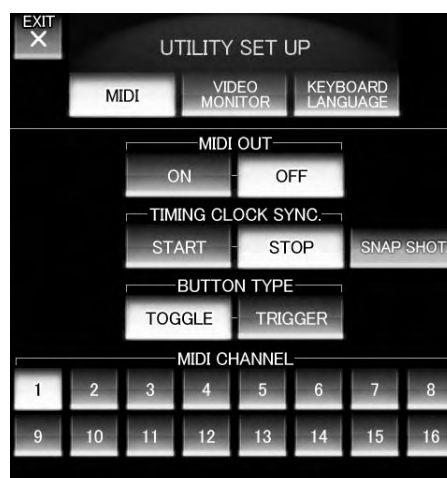 EXIT
×
UTILITY SET UP
MIDI
VIDEO
MONITOR
KEYBOARD
LANGUAGE
MIDI OUT
ON
OFF
TIMING CLOCK SYNC.
START
STOP
SNAP SHOT
BUTTON TYPE
TOGGLE
TRIGGER
MIDI CHANNEL
1 2 3 4 5 6 7 8
9 10 11 12 13 14 15 16